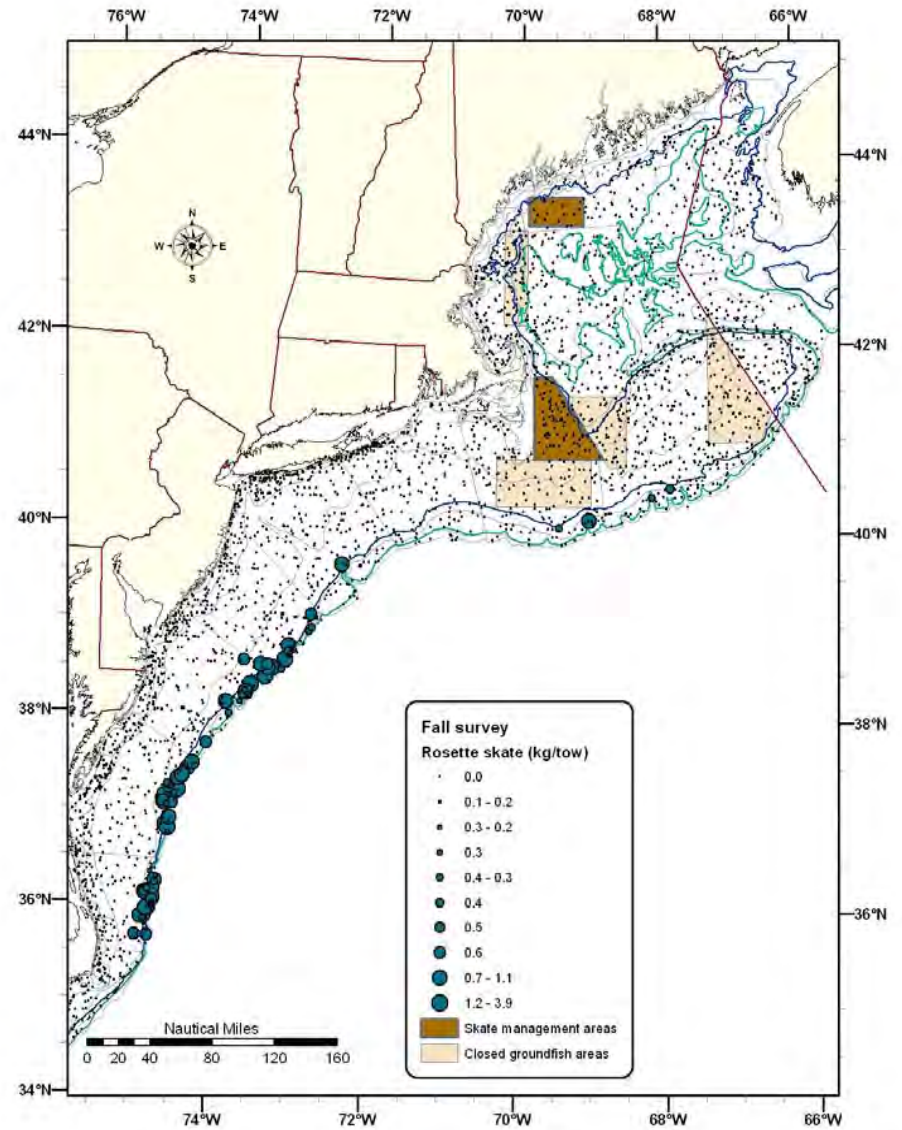 76°W 74°W 72°W 70°W 68°W 66°W
44°N
44°N
N
W E
S
42°N
42°N
40°N
40°N
38°N
38°N
Fall survey
Rosette skate (kg/tow)
0.0
0.1 - 0.2
0.3 - 0.2
0.3
0.4 - 0.3
0.4
0.5
0.6
0.7 - 1.1
1.2 - 3.9
Skate management areas
Closed groundfish areas
36°N
36°N
Nautical Miles
0 20 40 80 120 160
34°N
74°W 72°W 70°W 68°W 66°W